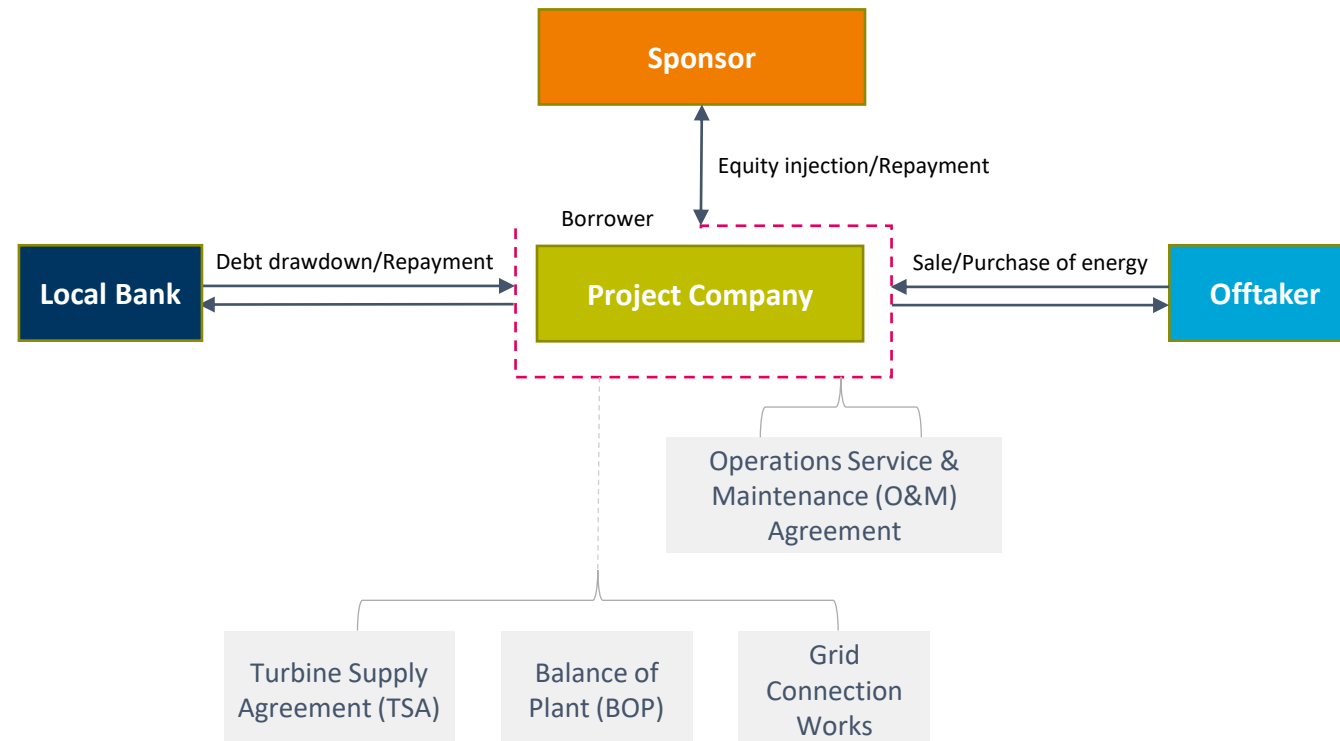 Sponsor
Equity injection/Repayment
Borrower
Local Bank
Debt drawdown/Repayment
Project Company
Sale/Purchase of energy
Offtaker
Operations Service &
Maintenance (O&M)
Agreement
Turbine Supply
Agreement (TSA)
Balance of
Plant (BOP)
Grid
Connection
Works